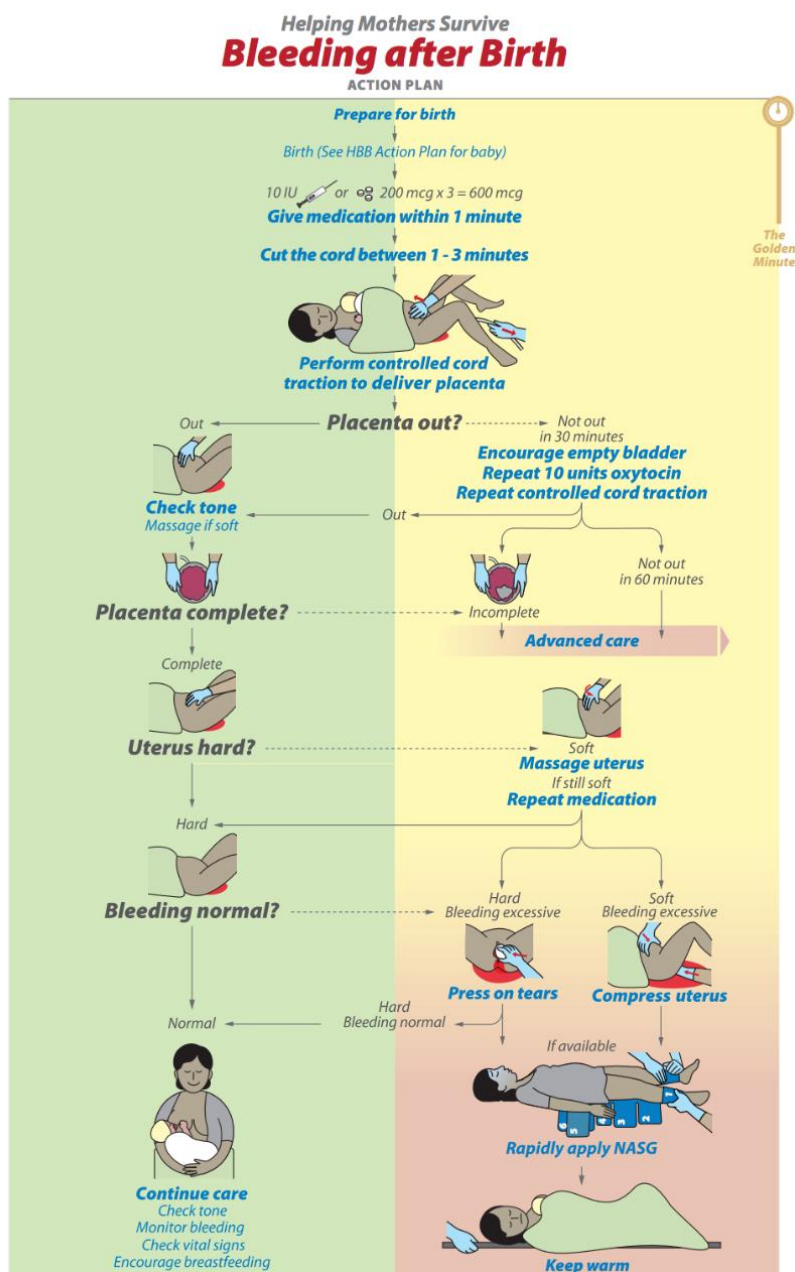 Helping Mothers Survive
Bleeding after Birth
ACTION PLAN
Prepare for birth
Birth (See HBB Action Plan for baby)
10 IU or 200 mcg x 3 = 600 mcg
Give medication within 1 minute
Cut the cord between 1 - 3 minutes
The
Golden
Minute
Perform controlled cord
traction to deliver placenta
Out
Placenta out?
Not out
in 30 minutes
Encourage empty bladder
Repeat 10 units oxytocin
Repeat controlled cord traction
Out
Check tone
Massage if soft
Not out
in 60 minutes
Placenta complete?
Incomplete
Advanced care
Complete
Uterus hard?
Soft
Massage uterus
If still soft
Repeat medication
Hard
Bleeding normal?
Hard
Bleeding excessive
Soft
Bleeding excessive
Press on tears
Compress uterus
Normal
Hard
Bleeding normal
If available
6
5
4
3
2
1
Rapidly apply NASG
Continue care
Check tone
Monitor bleeding
Check vital signs
Encourage breastfeeding
Keep warm